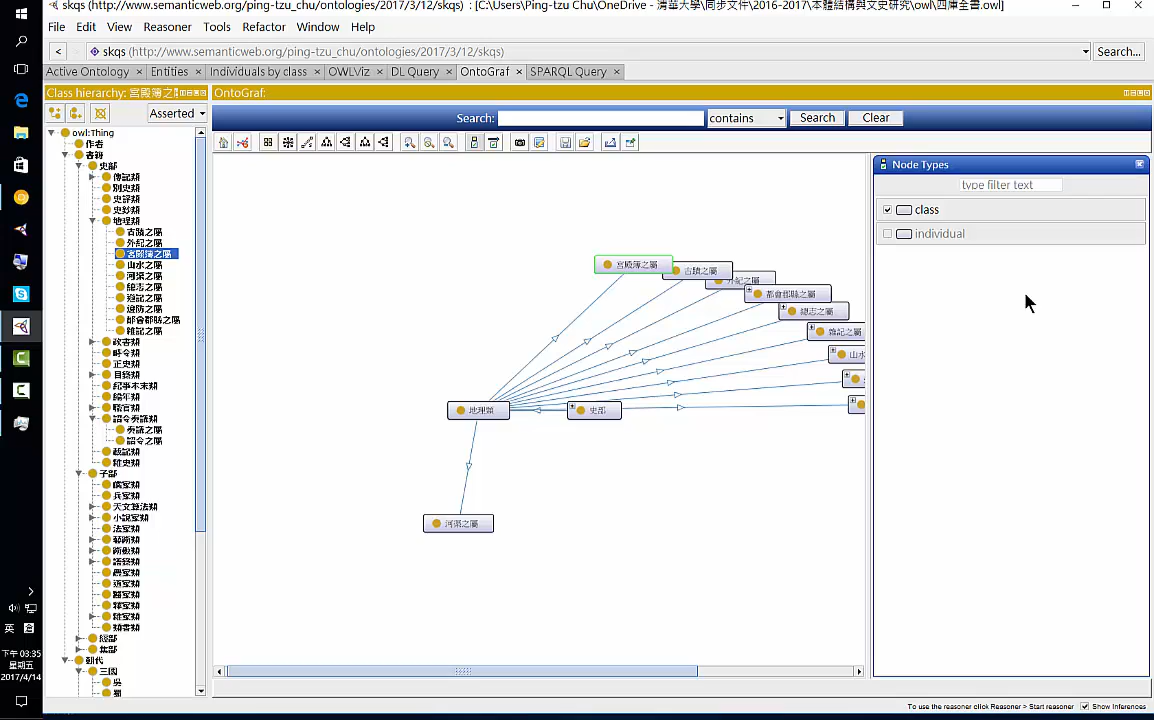 skqs (http://www.semanticweb.org/ping-tzu_chu/ontologies/2017/3/12/skqs) : [C:\Users\Ping-tzu Chu\OneDrive - 清華大學\同步文件\2016-2017\本體結構與文史研究\owl\四庫全書.owl]
File Edit View Reasoner Tools Refactor Window Help
skqs (http://www.semanticweb.org/ping-tzu_chu/ontologies/2017/3/12/skqs) Search...
Active Ontology Entities Individuals by class OWLViz DL Query OntoGraf SPARQL Query
Class hierarchy: 宮殿簿之屬
OntoGraf:
Asserted
Search: contains Search Clear
owl:Thing
作者
書籍
史部
傳記類
別史類
史評類
史鈔類
地理類
古蹟之屬
外紀之屬
宮殿簿之屬
山水之屬
河渠之屬
總志之屬
遊記之屬
邊防之屬
都會郡縣之屬
雜記之屬
政書類
時令類
正史類
目錄類
紀事本末類
編年類
職官類
詔令奏議類
奏議之屬
詔令之屬
載記類
雜史類
子部
儒家類
兵家類
天文算法類
小說家類
法家類
藝術類
術數類
譜錄類
農家類
道家類
醫家類
釋家類
雜家類
類書類
經部
集部
朝代
三國
吳
蜀
宮殿簿之屬
古蹟之屬
外紀之屬
都會郡縣之屬
總志之屬
雜記之屬
山水
地理類
史部
河渠之屬
Node Types
type filter text
class
individual
英
下午 03:35
星期五
2017/4/14
To use the reasoner click Reasoner > Start reasoner Show Inferences